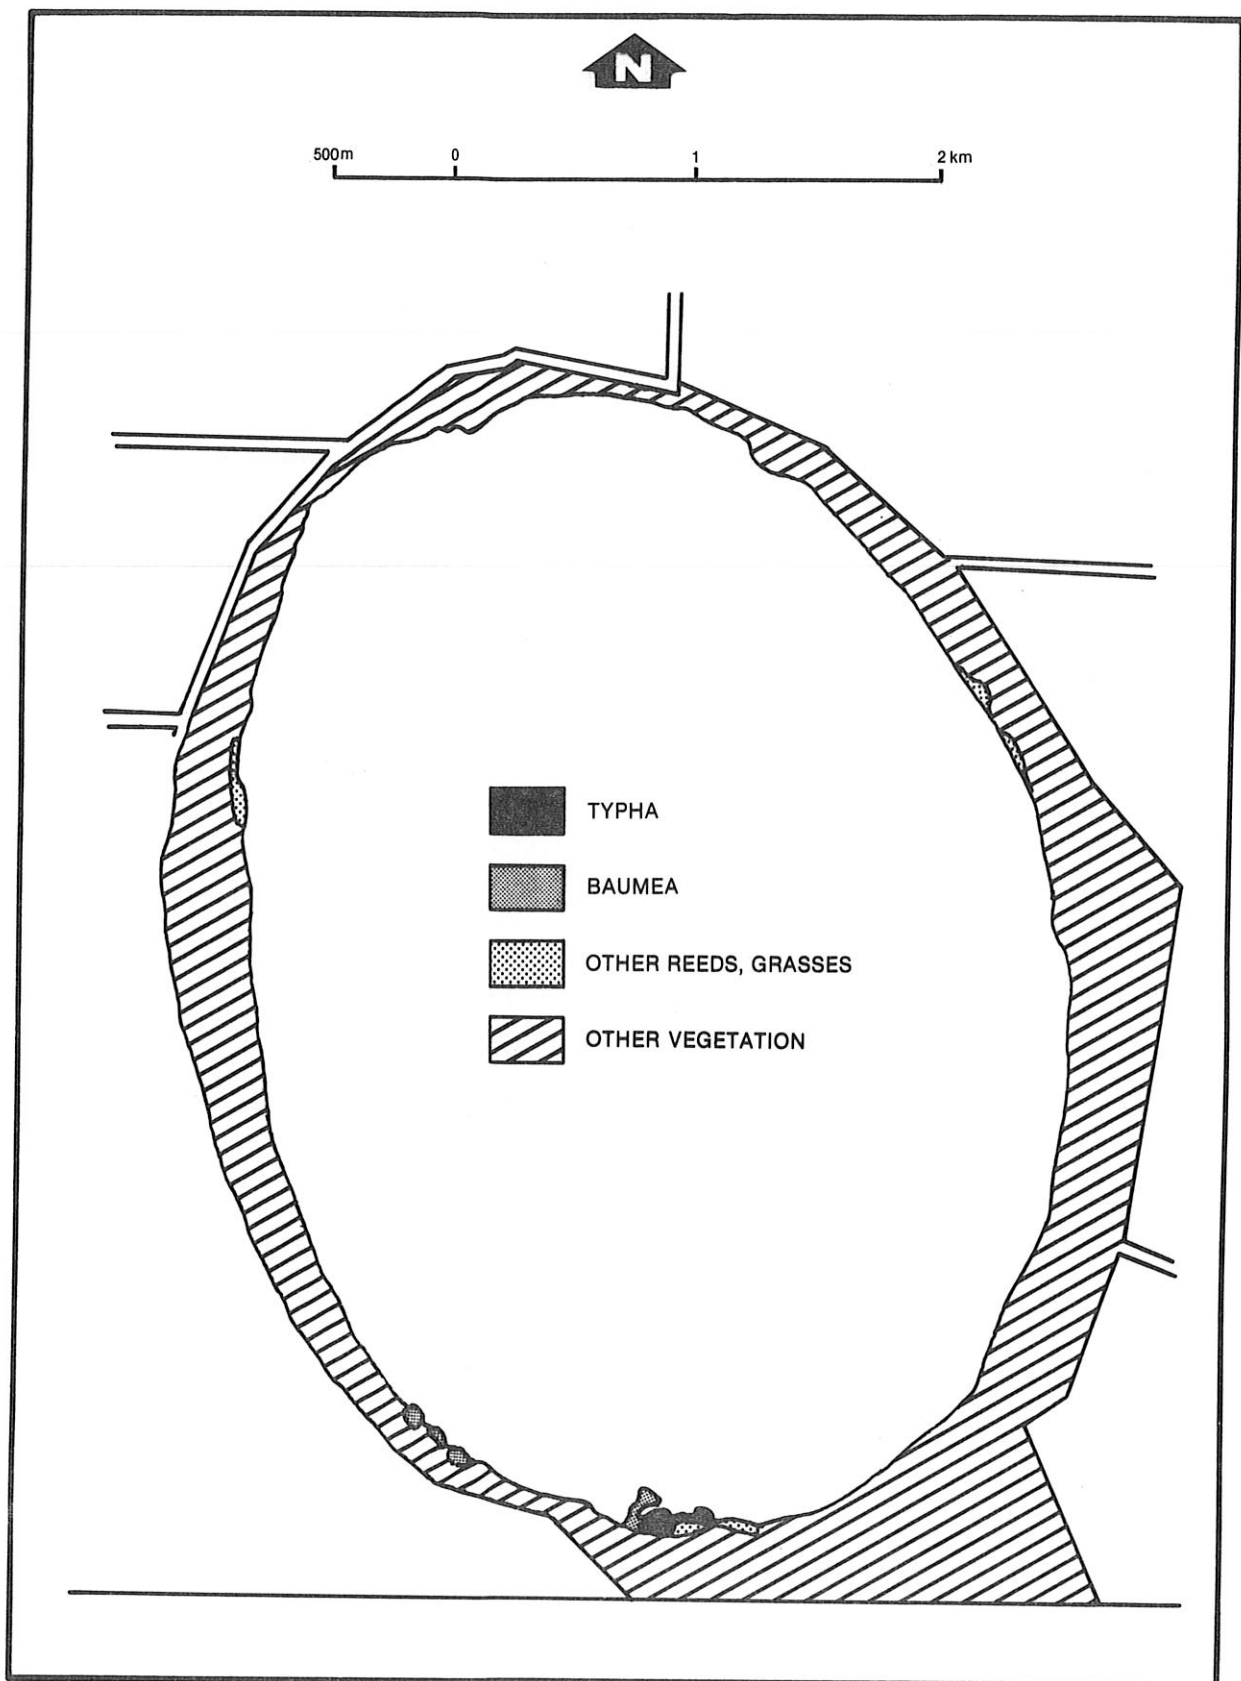 N
500m 0 1 2 km
TYPHA
BAUMEA
OTHER REEDS, GRASSES
OTHER VEGETATION